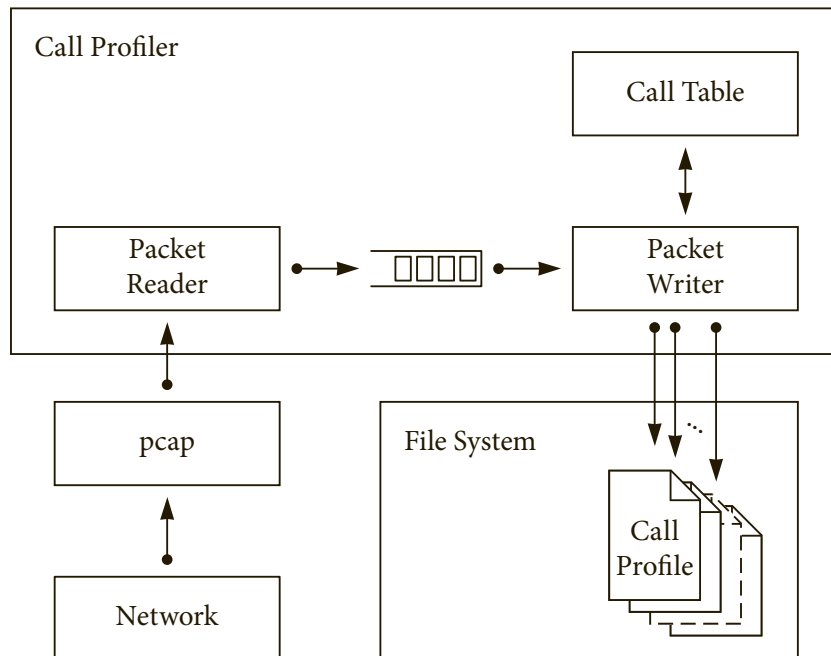 Call Profiler
Call Table
Packet
Reader
Packet
Writer
pcap
File System
...
Call
Profile
Network